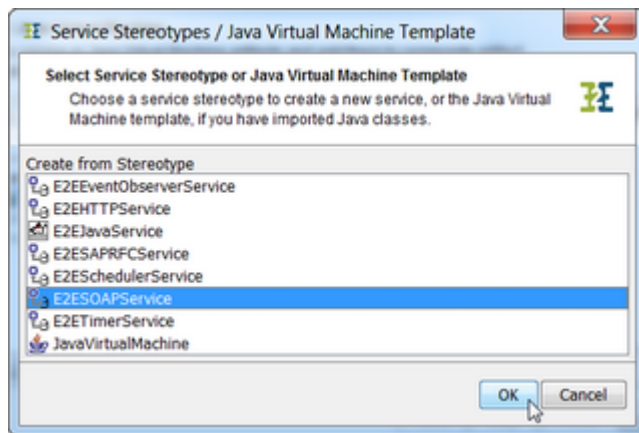 Service Stereotypes / Java Virtual Machine Template
Select Service Stereotype or Java Virtual Machine Template
Choose a service stereotype to create a new service, or the Java Virtual
Machine template, if you have imported Java classes.
Create from Stereotype
E2EEventObserverService
E2EHTTPService
E2EJavaService
E2ESAPRFCService
E2ESchedulerService
E2ESOAPService
E2ETimerService
JavaVirtualMachine
OK Cancel